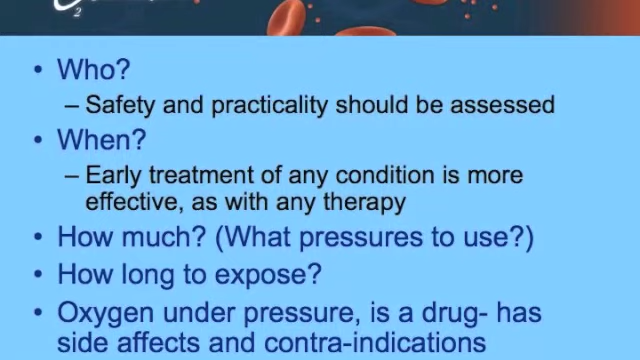 2
• Who?
– Safety and practicality should be assessed
• When?
– Early treatment of any condition is more
effective, as with any therapy
• How much? (What pressures to use?)
• How long to expose?
• Oxygen under pressure, is a drug- has
side affects and contra-indications